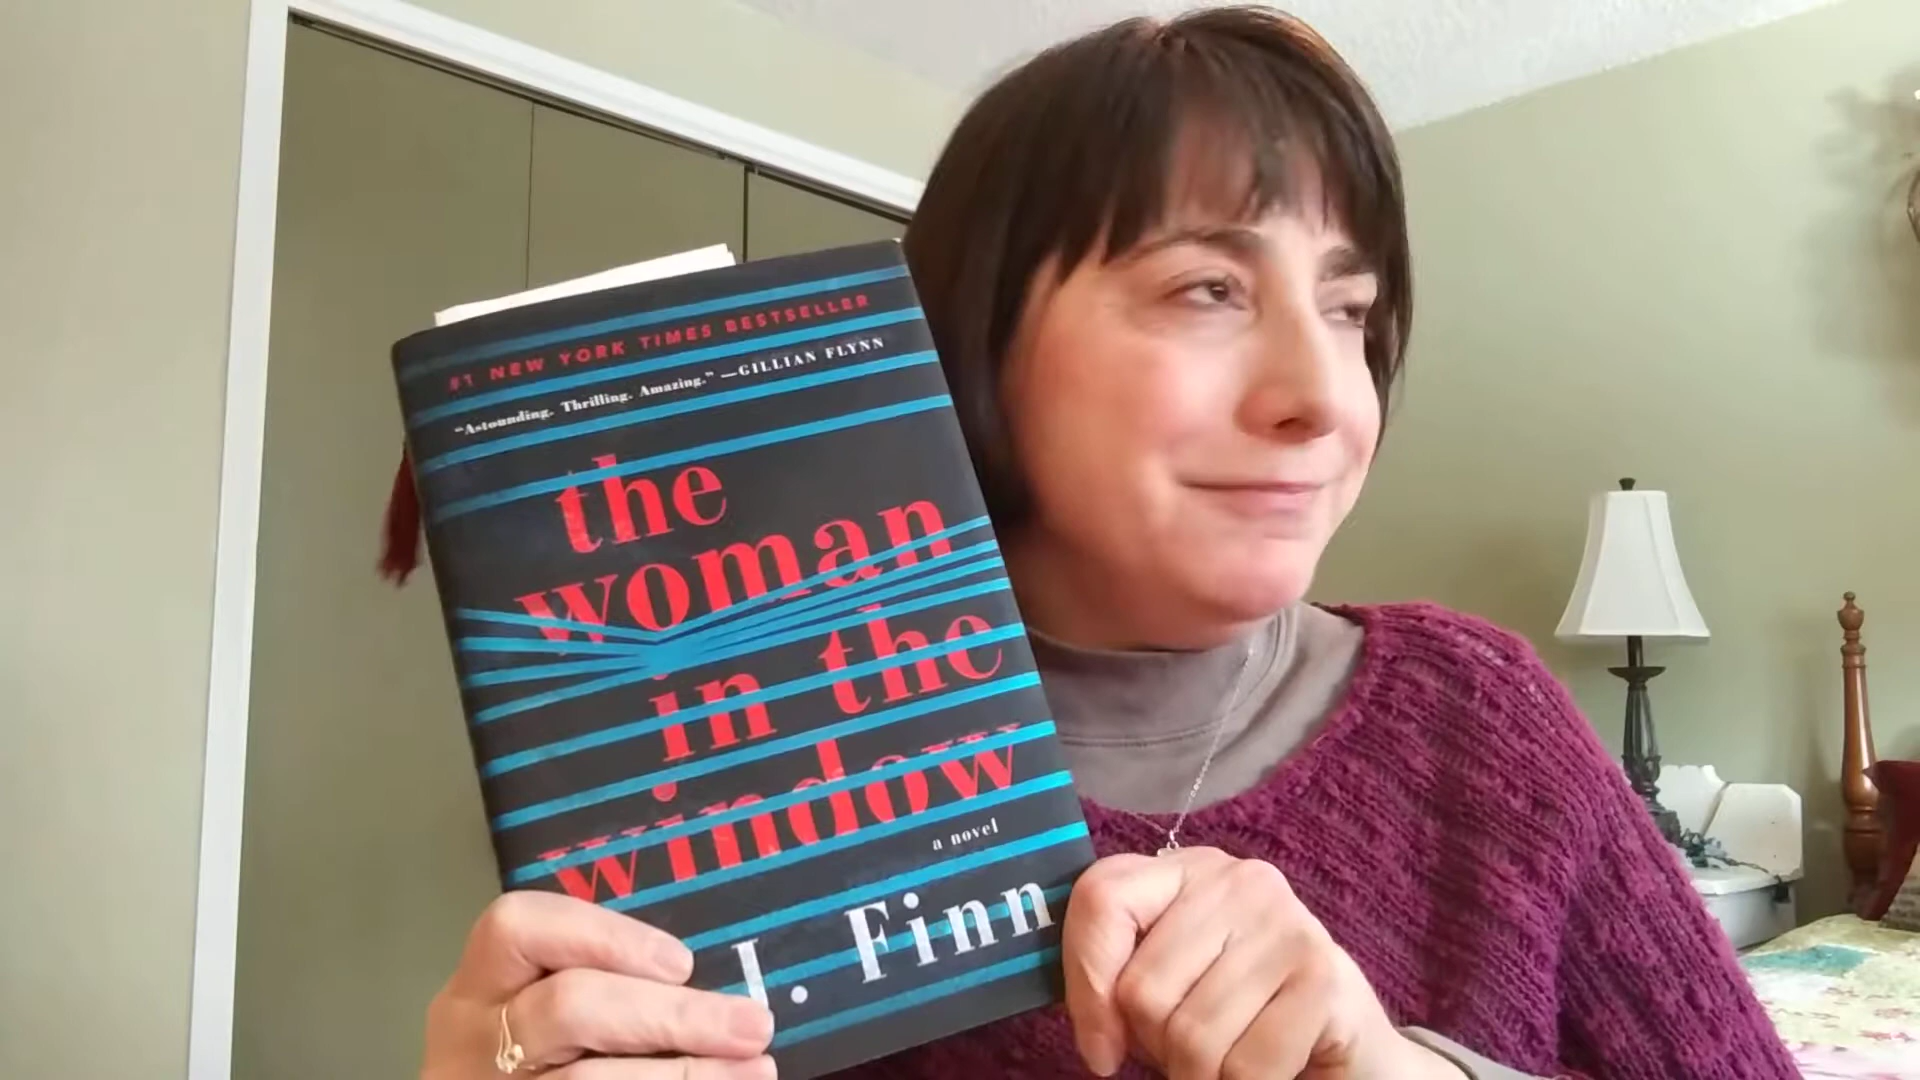 #1 NEW YORK TIMES BESTSELLER
"Astounding. Thrilling. Amazing." —GILLIAN FLYNN
the
woman
in the
window
a novel
J. Finn